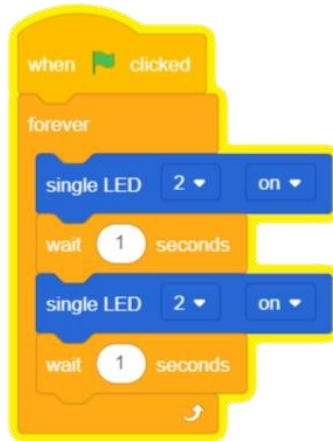 when clicked
forever
single LED 2 on
wait 1 seconds
single LED 2 on
wait 1 seconds